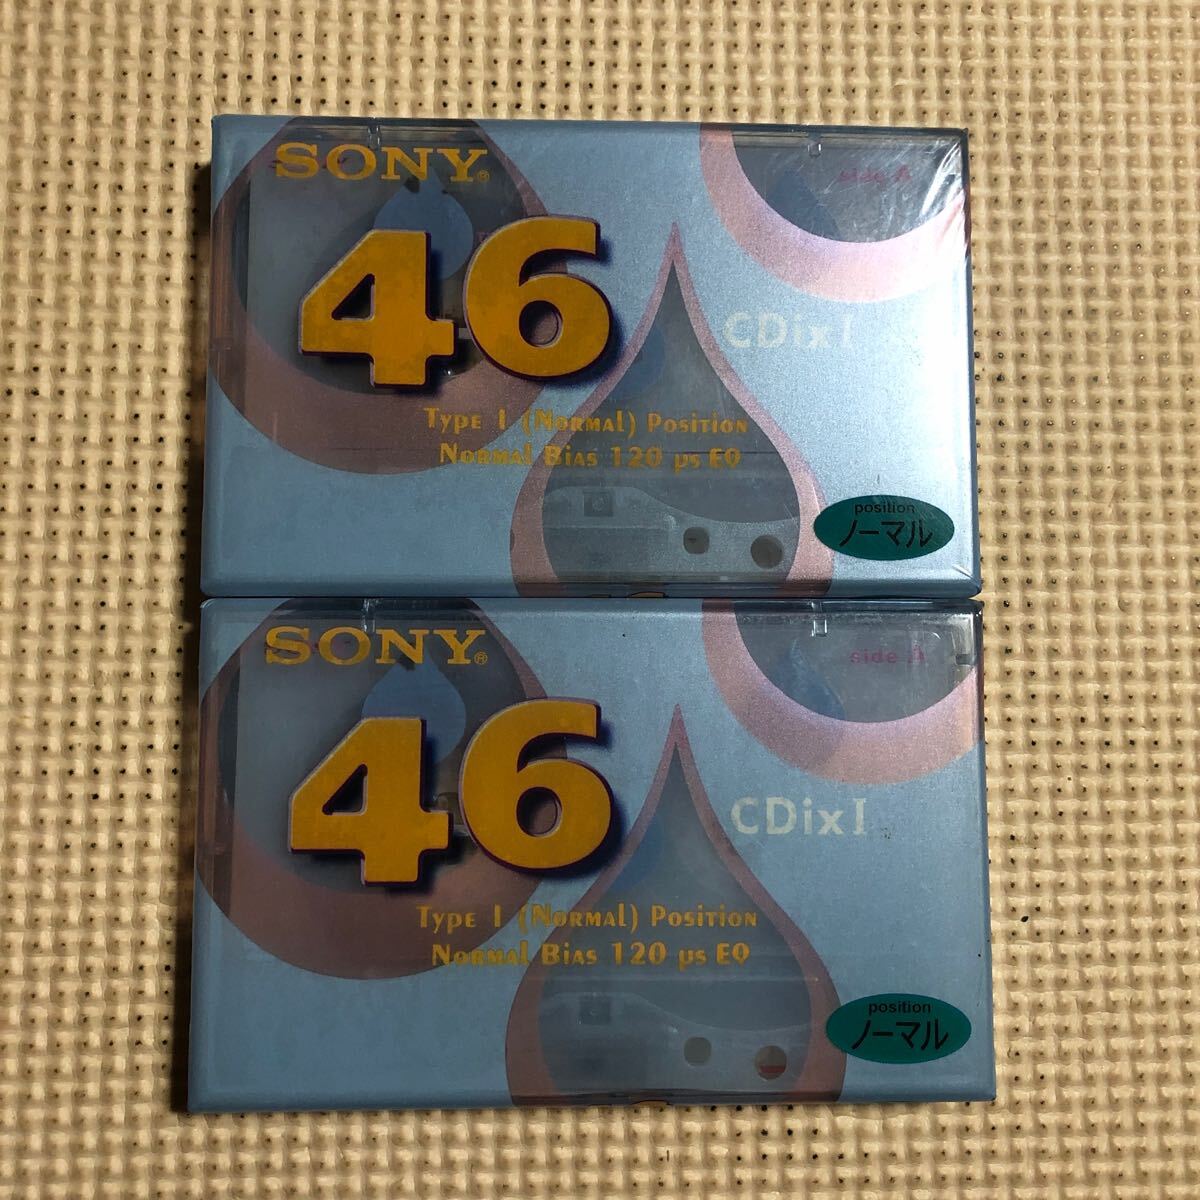 SONY®
side A
46
CDix I
Type I (Normal) Position
Normal Bias 120 µs EQ
position
ノーマル
SONY®
side A
46
CDix I
Type I (Normal) Position
Normal Bias 120 µs EQ
position
ノーマル